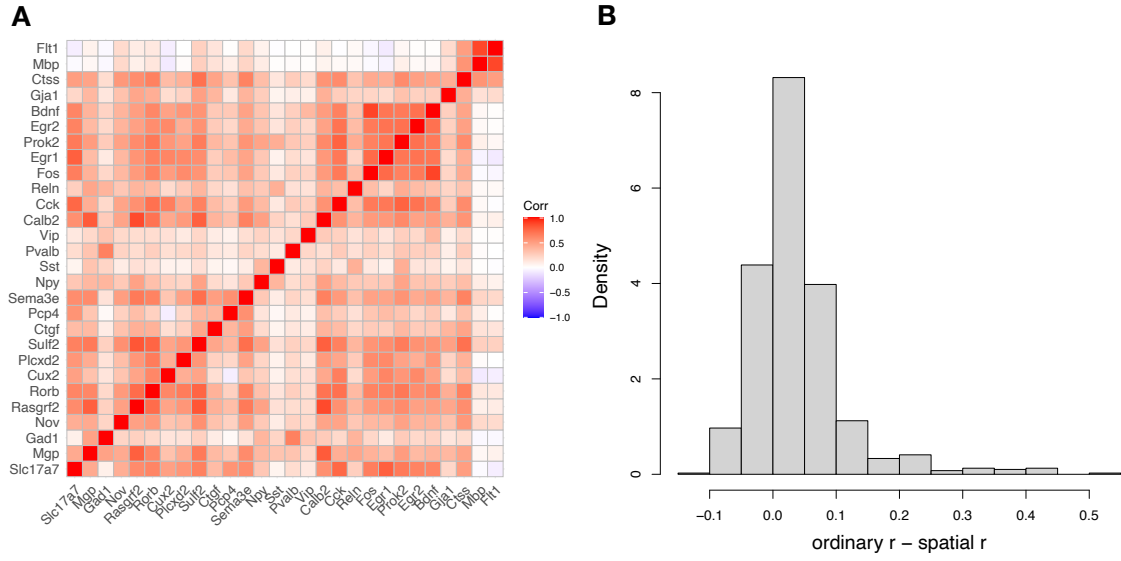 A
B
Flt1
Mbp
Ctss
Gja1
Bdnf
Egr2
Prok2
Egr1
Fos
Reln
Cck
Calb2
Vip
Pvalb
Sst
Npy
Sema3e
Pcp4
Ctgf
Sulf2
Plcxd2
Cux2
Rorb
Rasgrf2
Nov
Gad1
Mgp
Slc17a7
Slc17a7 Mgp Gad1 Nov Rasgrf2 Rorb Cux2 Plcxd2 Sulf2 Ctgf Pcp4 Sema3e Npy Sst Pvalb Vip Calb2 Cck Reln Fos Egr1 Prok2 Egr2 Bdnf Gja1 Ctss Mbp Flt1
Corr
1.0
0.5
0.0
−0.5
−1.0
Density
8
6
4
2
0
−0.1 0.0 0.1 0.2 0.3 0.4 0.5
ordinary r − spatial r